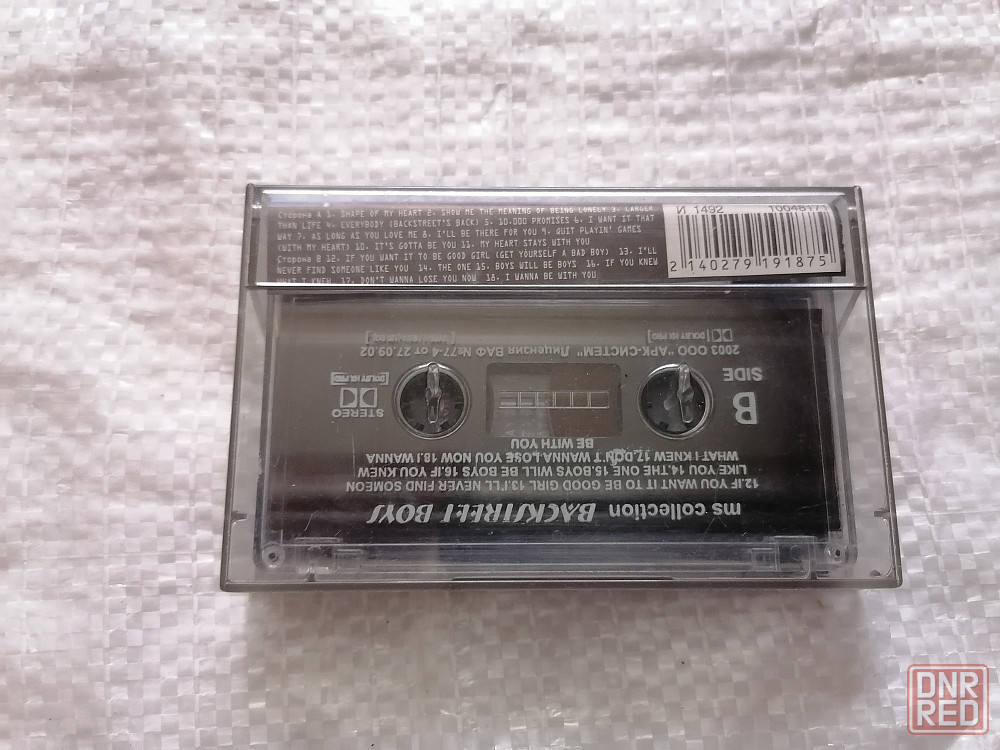 Сторона А 1. SHAPE OF MY HEART 2. SHOW ME THE MEANING OF BEING LONELY 3. LARGER
THAN LIFE 4. EVERYBODY (BACKSTREET'S BACK) 5. 10.000 PROMISES 6. I WANT IT THAT
WAY 7. AS LONG AS YOU LOVE ME 8. I'LL BE THERE FOR YOU 9. QUIT PLAYIN' GAMES
(WITH MY HEART) 10. IT'S GOTTA BE YOU 11. MY HEART STAYS WITH YOU
Сторона В 12. IF YOU WANT IT TO BE GOOD GIRL (GET YOURSELF A BAD BOY) 13. I'LL
NEVER FIND SOMEONE LIKE YOU 14. THE ONE 15. BOYS WILL BE BOYS 16. IF YOU KNEW
WHAT I KNEW 17. DON'T WANNA LOSE YOU NOW 18. I WANNA BE WITH YOU
И 1492 10048171
2 140279 191875
ms collection BACKSTREET BOYS
12.IF YOU WANT IT TO BE GOOD GIRL 13.I'LL NEVER FIND SOMEON
LIKE YOU 14.THE ONE 15.BOYS WILL BE BOYS 16.IF YOU KNEW
WHAT I KNEW 17.DON'T WANNA LOSE YOU NOW 18.I WANNA
BE WITH YOU
B
SIDE
STEREO
DOLBY HX PRO
2003 ООО "АРК-СИСТЕМ" Лицензия ВАФ №77-4 от 27.09.02
DOLBY HX PRO
DNR
RED